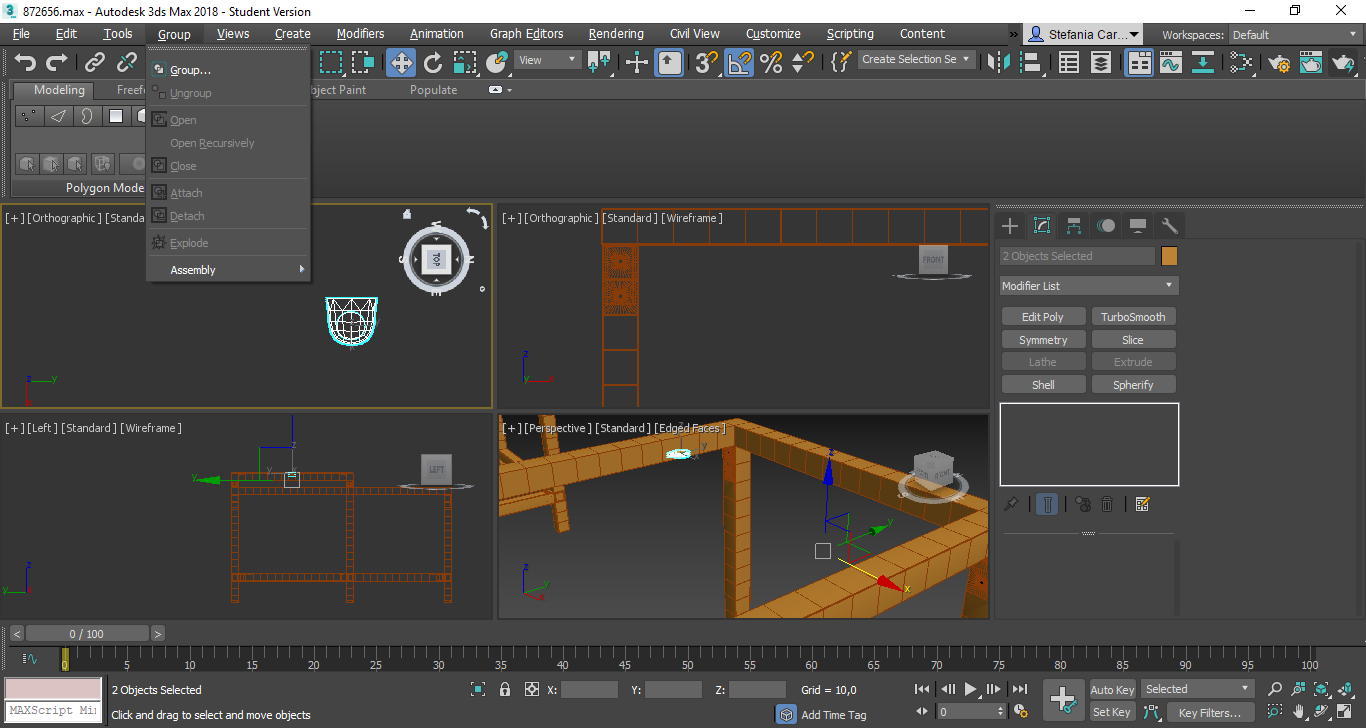 872656.max - Autodesk 3ds Max 2018 - Student Version
File Edit Tools Group Views Create Modifiers Animation Graph Editors Rendering Civil View Customize Scripting Content » Stefania Car... Workspaces: Default
View Create Selection Se
Modeling Freef bject Paint Populate
Group...
Ungroup
Open
Open Recursively
Close
Attach
Detach
Explode
Assembly
Polygon Mode
[+] [Orthographic ] [Standa
TOP
[+] [Orthographic ] [Standard ] [Wireframe ]
FRONT
2 Objects Selected
Modifier List
Edit Poly TurboSmooth
Symmetry Slice
Lathe Extrude
Shell Spherify
[+] [Left ] [Standard ] [Wireframe ]
LEFT
[+] [Perspective ] [Standard ] [Edged Faces ]
< 0 / 100 >
0 5 10 15 20 25 30 35 40 45 50 55 60 65 70 75 80 85 90 95 100
2 Objects Selected X: Y: Z: Grid = 10,0 Auto Key Selected
MAXScript Mi
Click and drag to select and move objects Add Time Tag 0 Set Key Key Filters...